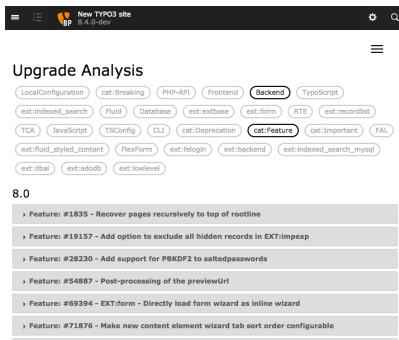 New TYPO3 site
BP 8.4.0-dev
Upgrade Analysis
LocalConfiguration cat:Breaking PHP-API Frontend Backend TypoScript
ext:indexed_search Fluid Database ext:extbase ext:form RTE ext:recordlist
TCA JavaScript TSConfig CLI cat:Deprecation cat:Feature cat:Important FAL
ext:fluid_styled_content FlexForm ext:felogin ext:backend ext:indexed_search_mysql
ext:dbal ext:adodb ext:lowlevel
8.0
Feature: #1835 - Recover pages recursively to top of rootline
Feature: #19157 - Add option to exclude all hidden records in EXT:impexp
Feature: #28230 - Add support for PBKDF2 to saltedpasswords
Feature: #54887 - Post-processing of the previewUrl
Feature: #69394 - EXT:form - Directly load form wizard as inline wizard
Feature: #71876 - Make new content element wizard tab sort order configurable